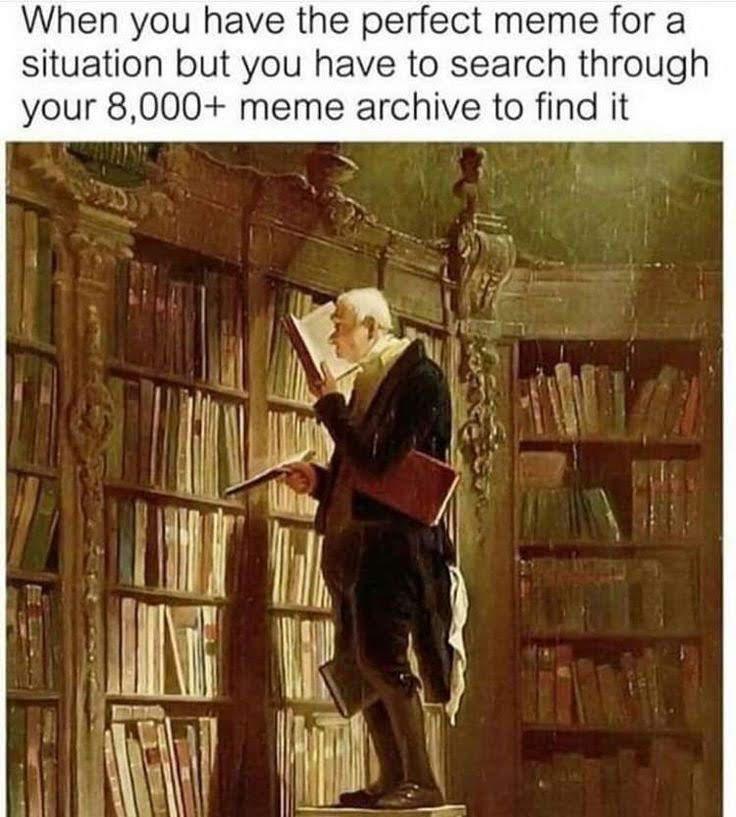 When you have the perfect meme for a
situation but you have to search through
your 8,000+ meme archive to find it